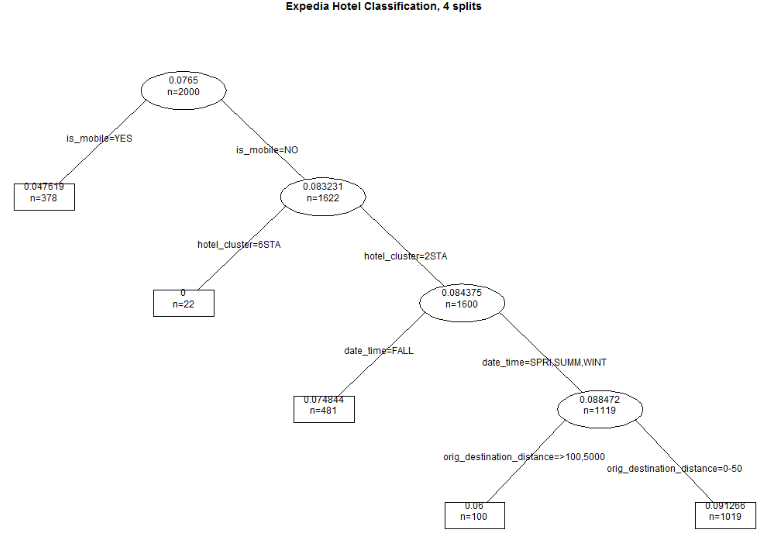 Expedia Hotel Classification, 4 splits
0.0765
n=2000
is_mobile=YES
is_mobile=NO
0.047619
n=378
0.083231
n=1622
hotel_cluster=6STA
hotel_cluster=2STA
0
n=22
0.084375
n=1600
date_time=FALL
date_time=SPRI,SUMM,WINT
0.074844
n=481
0.088472
n=1119
orig_destination_distance=>100,5000
orig_destination_distance=0-50
0.06
n=100
0.091266
n=1019